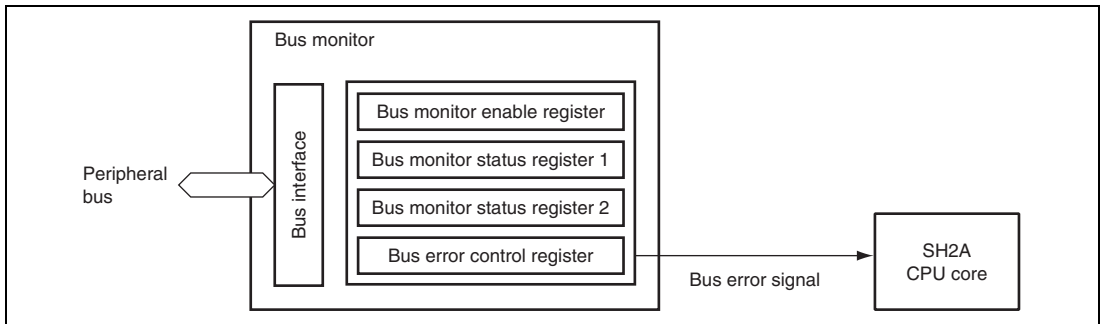 Bus monitor
Peripheral
bus
Bus interface
Bus monitor enable register
Bus monitor status register 1
Bus monitor status register 2
Bus error control register
Bus error signal
SH2A
CPU core